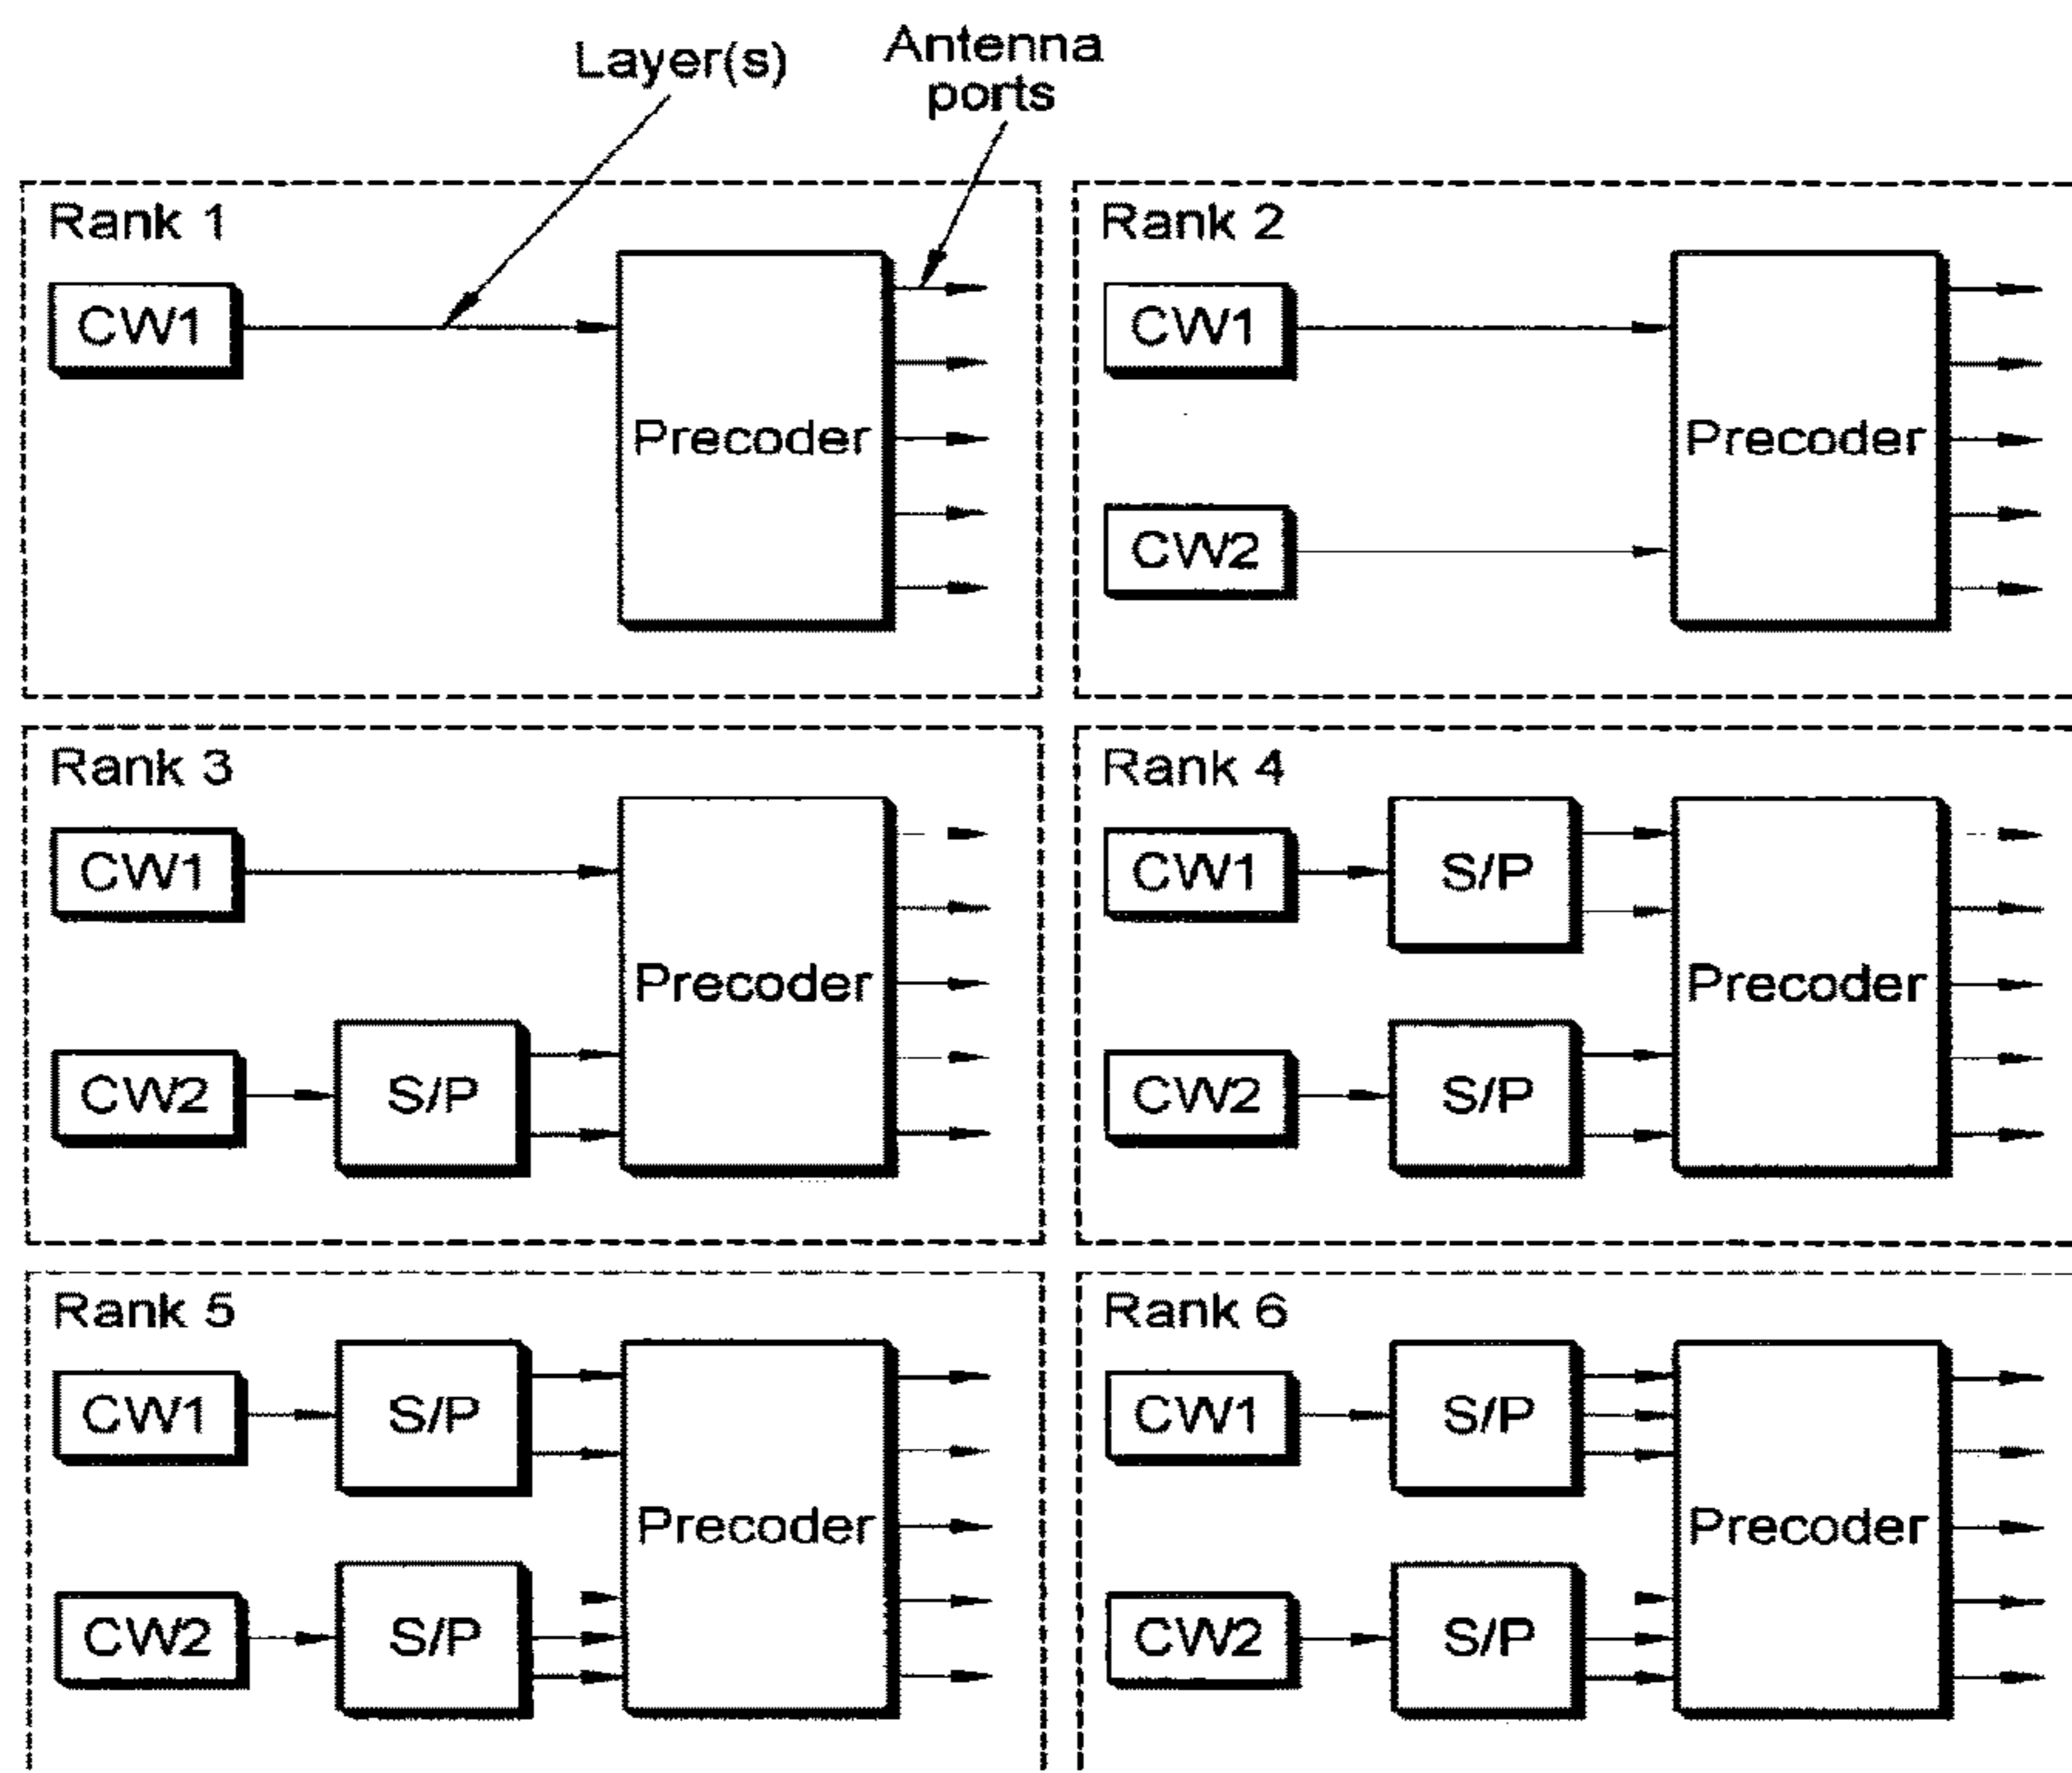 Layer(s)
Antenna
ports
Rank 1
CW1
Precoder
Rank 2
CW1
CW2
Precoder
Rank 3
CW1
CW2
S/P
Precoder
Rank 4
CW1
S/P
CW2
S/P
Precoder
Rank 5
CW1
S/P
CW2
S/P
Precoder
Rank 6
CW1
S/P
CW2
S/P
Precoder